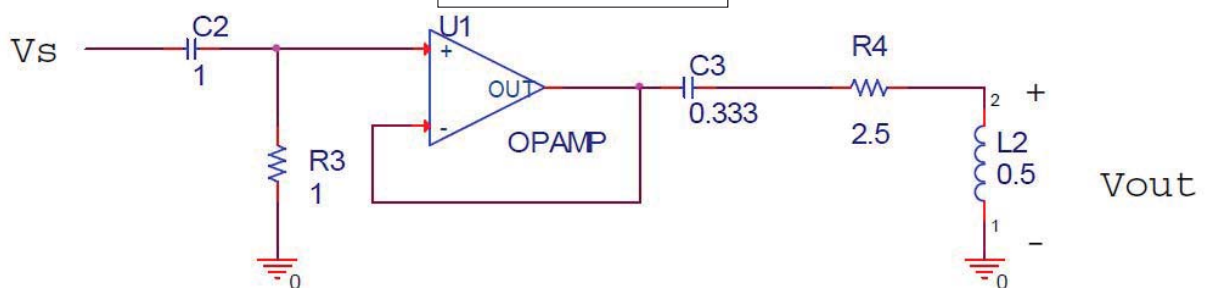 Vs
C2
1
R3
1
0
U1
+
-
OUT
OPAMP
C3
0.333
R4
2.5
2
L2
0.5
1
0
+
Vout
-